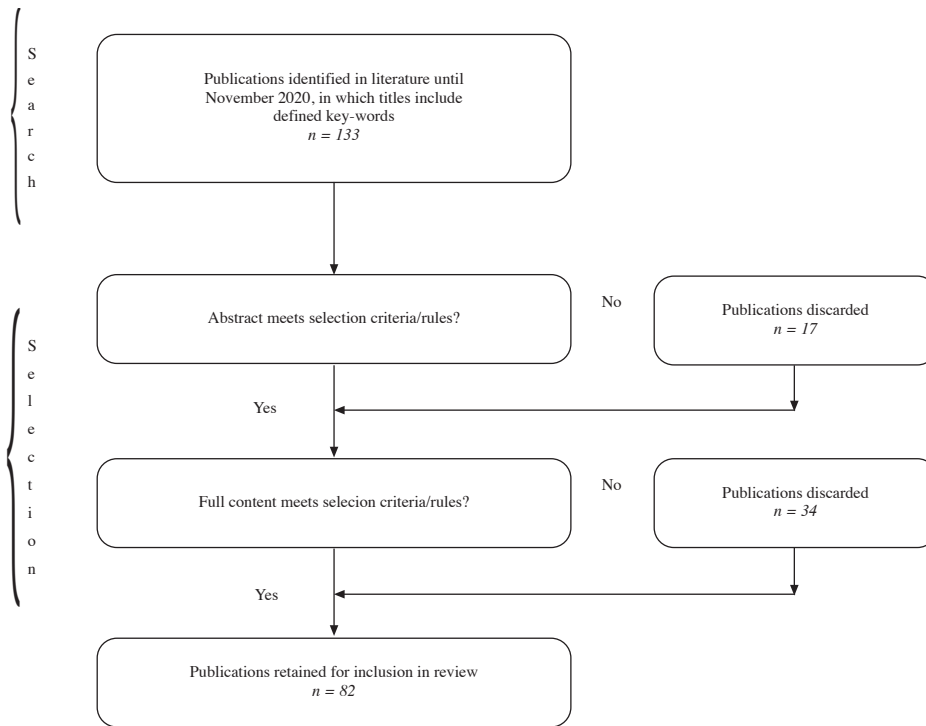 Search
Publications identified in literature until
November 2020, in which titles include
defined key-words
n = 133
Selection
Abstract meets selection criteria/rules?
No
Publications discarded
n = 17
Yes
Full content meets selecion criteria/rules?
No
Publications discarded
n = 34
Yes
Publications retained for inclusion in review
n = 82